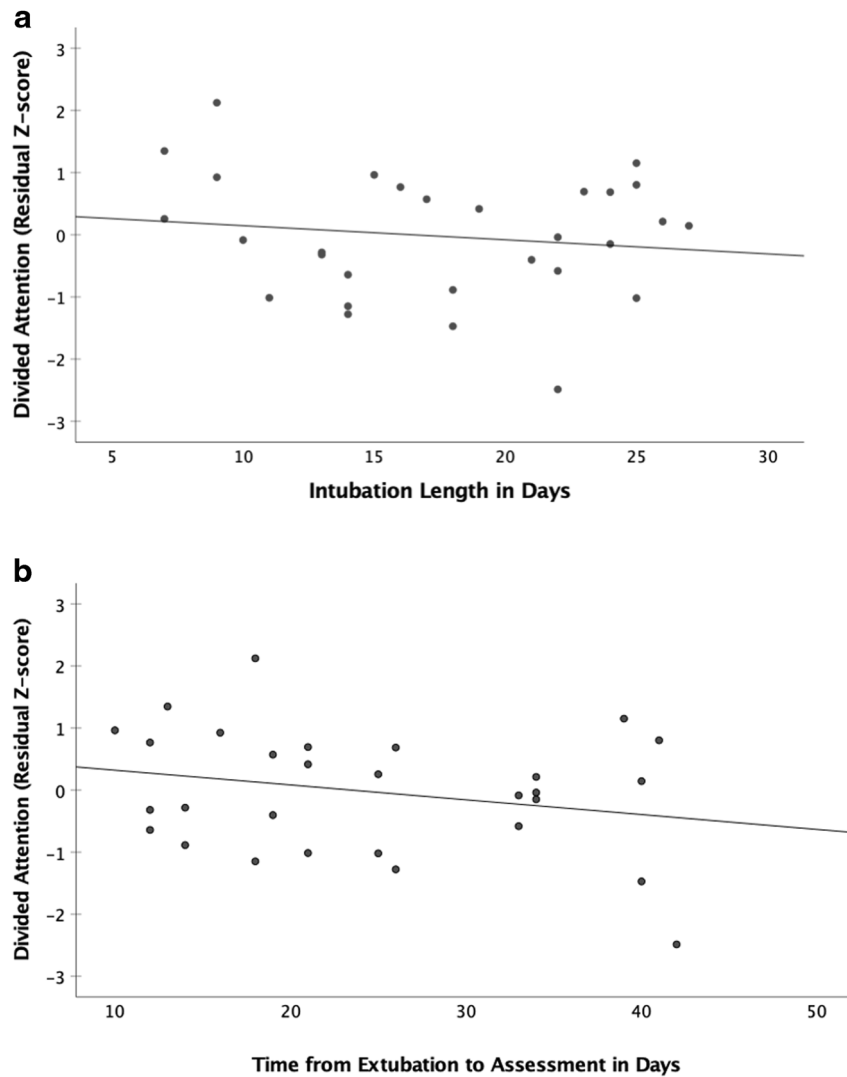 a
Divided Attention (Residual Z-score)
3
2
1
0
−1
−2
−3
5 10 15 20 25 30
Intubation Length in Days
b
Divided Attention (Residual Z-score)
3
2
1
0
−1
−2
−3
10 20 30 40 50
Time from Extubation to Assessment in Days